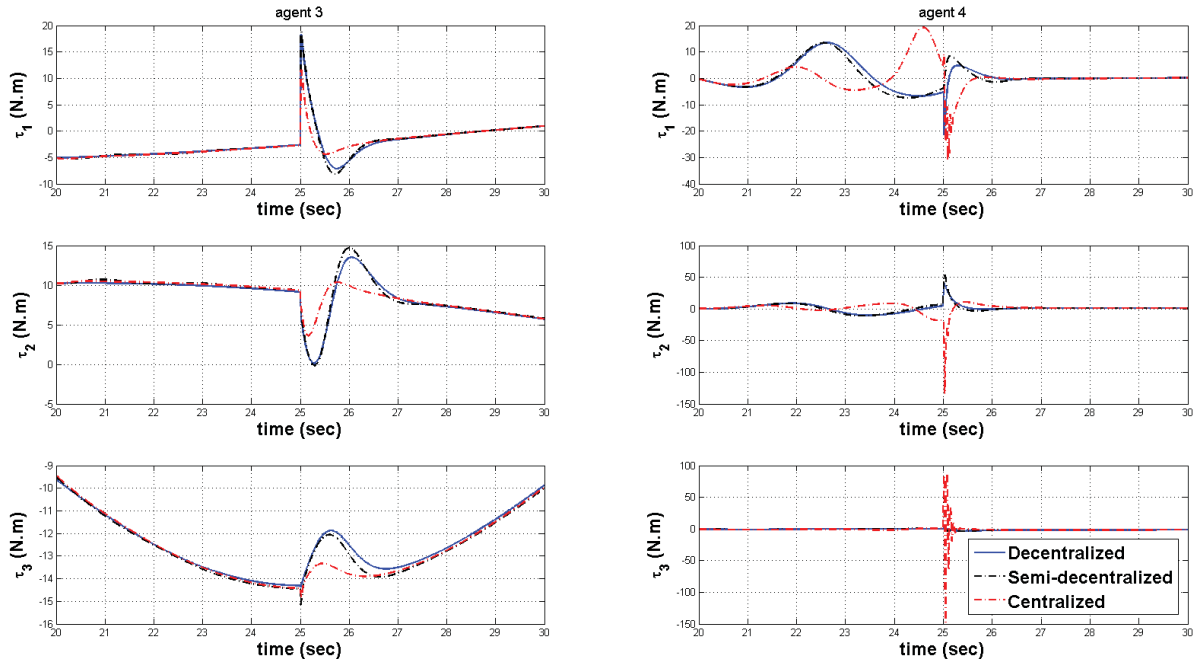 agent 3
τ1 (N.m)
20
15
10
5
0
-5
-10
20 21 22 23 24 25 26 27 28 29 30
time (sec)
agent 4
τ1 (N.m)
20
10
0
-10
-20
-30
-40
20 21 22 23 24 25 26 27 28 29 30
time (sec)
τ2 (N.m)
15
10
5
0
-5
20 21 22 23 24 25 26 27 28 29 30
time (sec)
τ2 (N.m)
100
50
0
-50
-100
-150
20 21 22 23 24 25 26 27 28 29 30
time (sec)
τ3 (N.m)
-9
-10
-11
-12
-13
-14
-15
-16
20 21 22 23 24 25 26 27 28 29 30
time (sec)
τ3 (N.m)
100
50
0
-50
-100
-150
20 21 22 23 24 25 26 27 28 29 30
time (sec)
Decentralized
Semi-decentralized
Centralized